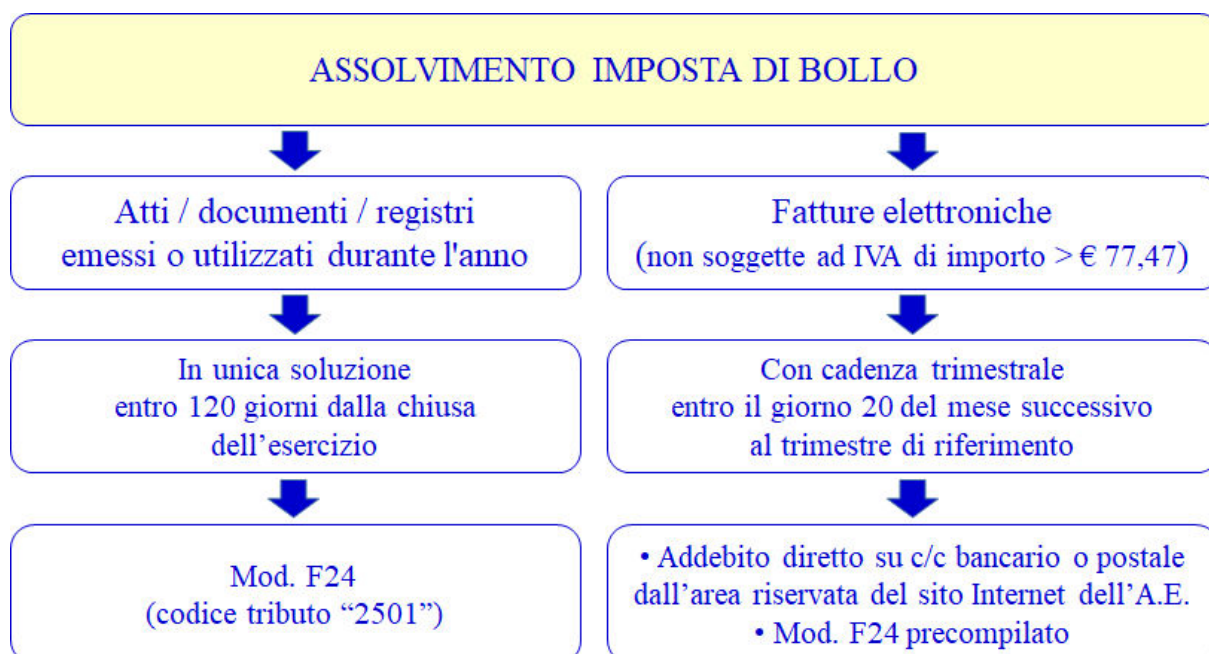 ASSOLVIMENTO IMPOSTA DI BOLLO
Atti / documenti / registri
emessi o utilizzati durante l'anno
In unica soluzione
entro 120 giorni dalla chiusa
dell’esercizio
Mod. F24
(codice tributo “2501”)
Fatture elettroniche
(non soggette ad IVA di importo > € 77,47)
Con cadenza trimestrale
entro il giorno 20 del mese successivo
al trimestre di riferimento
• Addebito diretto su c/c bancario o postale
dall’area riservata del sito Internet dell’A.E.
• Mod. F24 precompilato